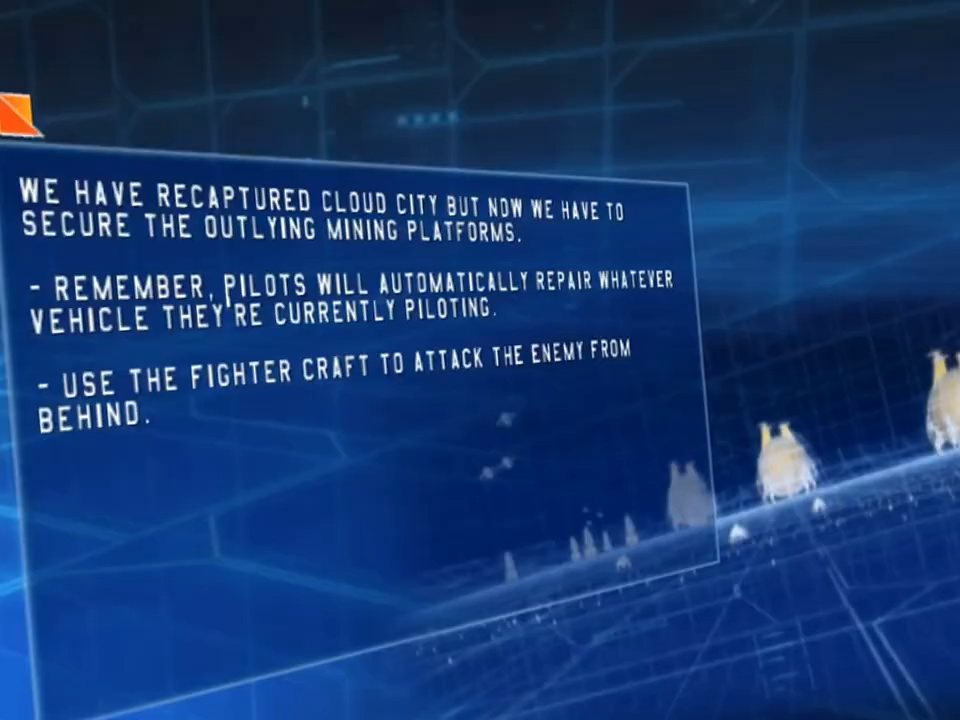 WE HAVE RECAPTURED CLOUD CITY BUT NOW WE HAVE TO
SECURE THE OUTLYING MINING PLATFORMS.
- REMEMBER, PILOTS WILL AUTOMATICALLY REPAIR WHATEVER
VEHICLE THEY'RE CURRENTLY PILOTING.
- USE THE FIGHTER CRAFT TO ATTACK THE ENEMY FROM
BEHIND.